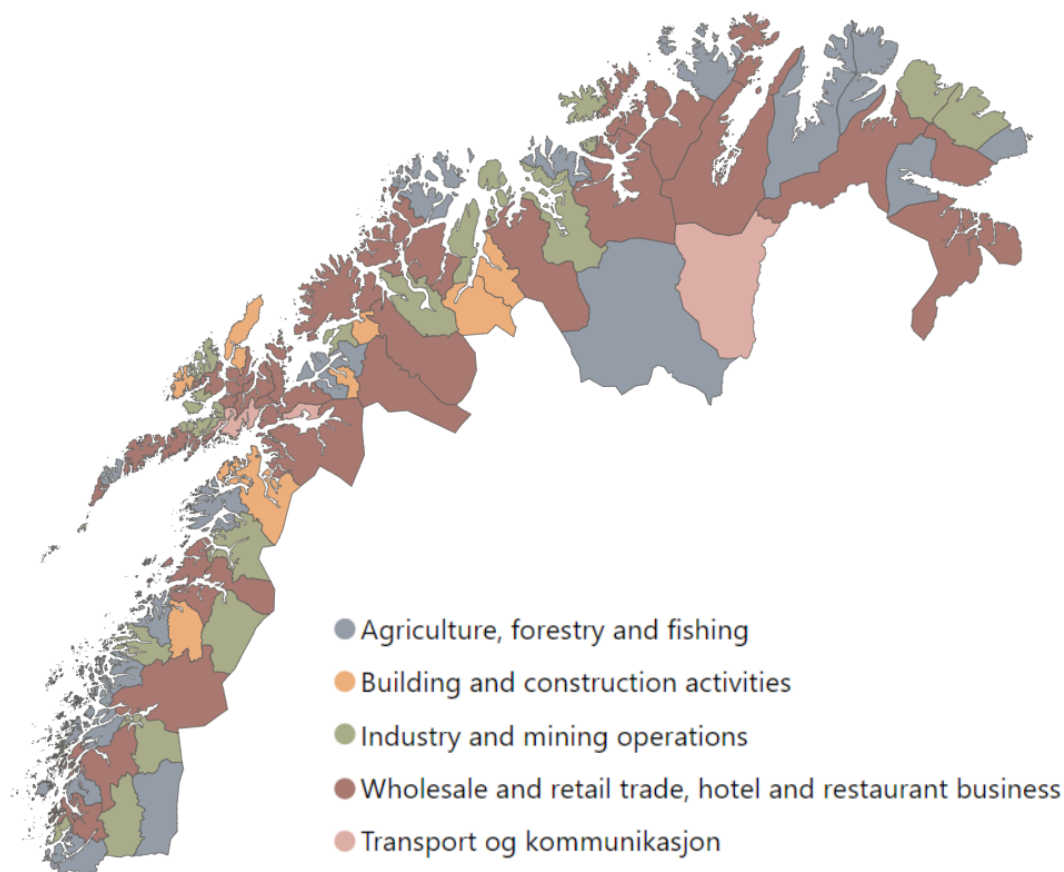 Agriculture, forestry and fishing
Building and construction activities
Industry and mining operations
Wholesale and retail trade, hotel and restaurant business
Transport og kommunikasjon